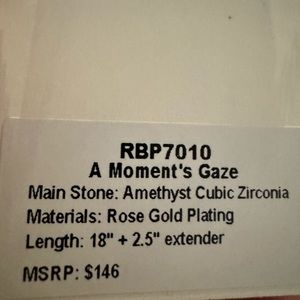 RBP7010
A Moment's Gaze
Main Stone: Amethyst Cubic Zirconia
Materials: Rose Gold Plating
Length: 18" + 2.5" extender
MSRP: $146